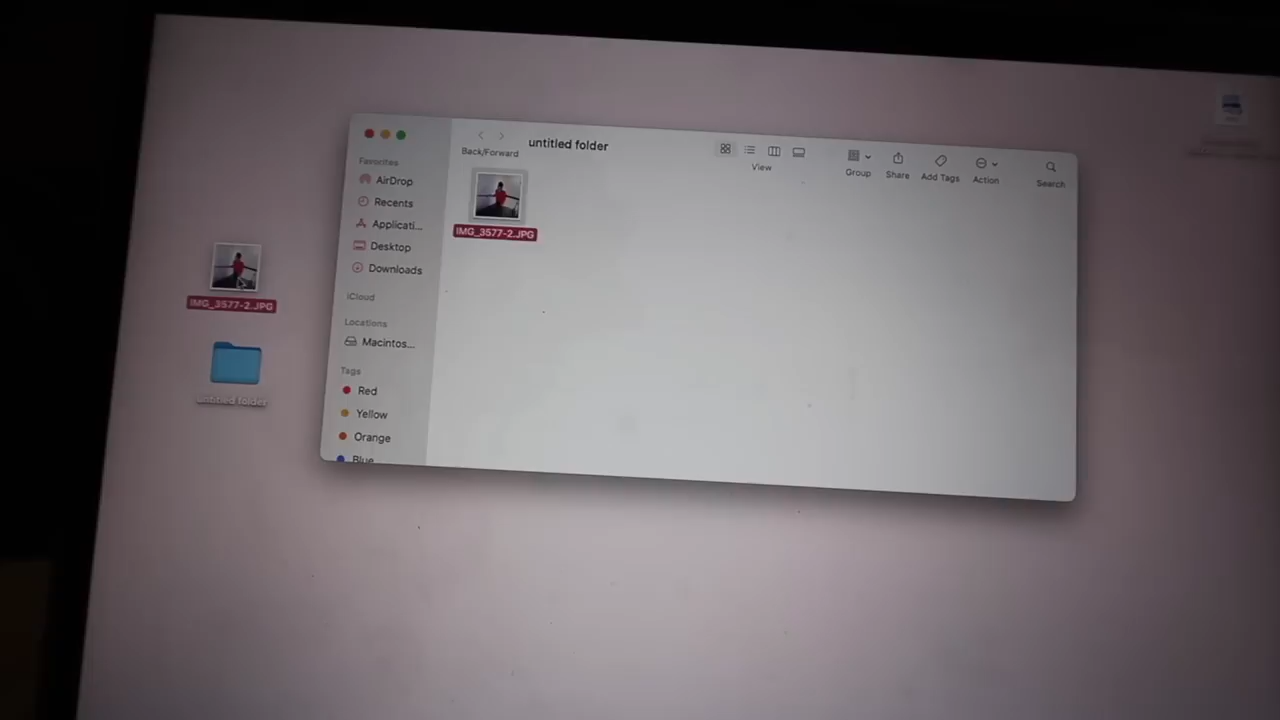 untitled folder
Back/Forward
View
Group
Share
Add Tags
Action
Search
Favorites
AirDrop
Recents
Applicati...
Desktop
Downloads
iCloud
Locations
Macintos...
Tags
Red
Yellow
Orange
Blue
IMG_3577-2.JPG
IMG_3577-2.JPG
untitled folder